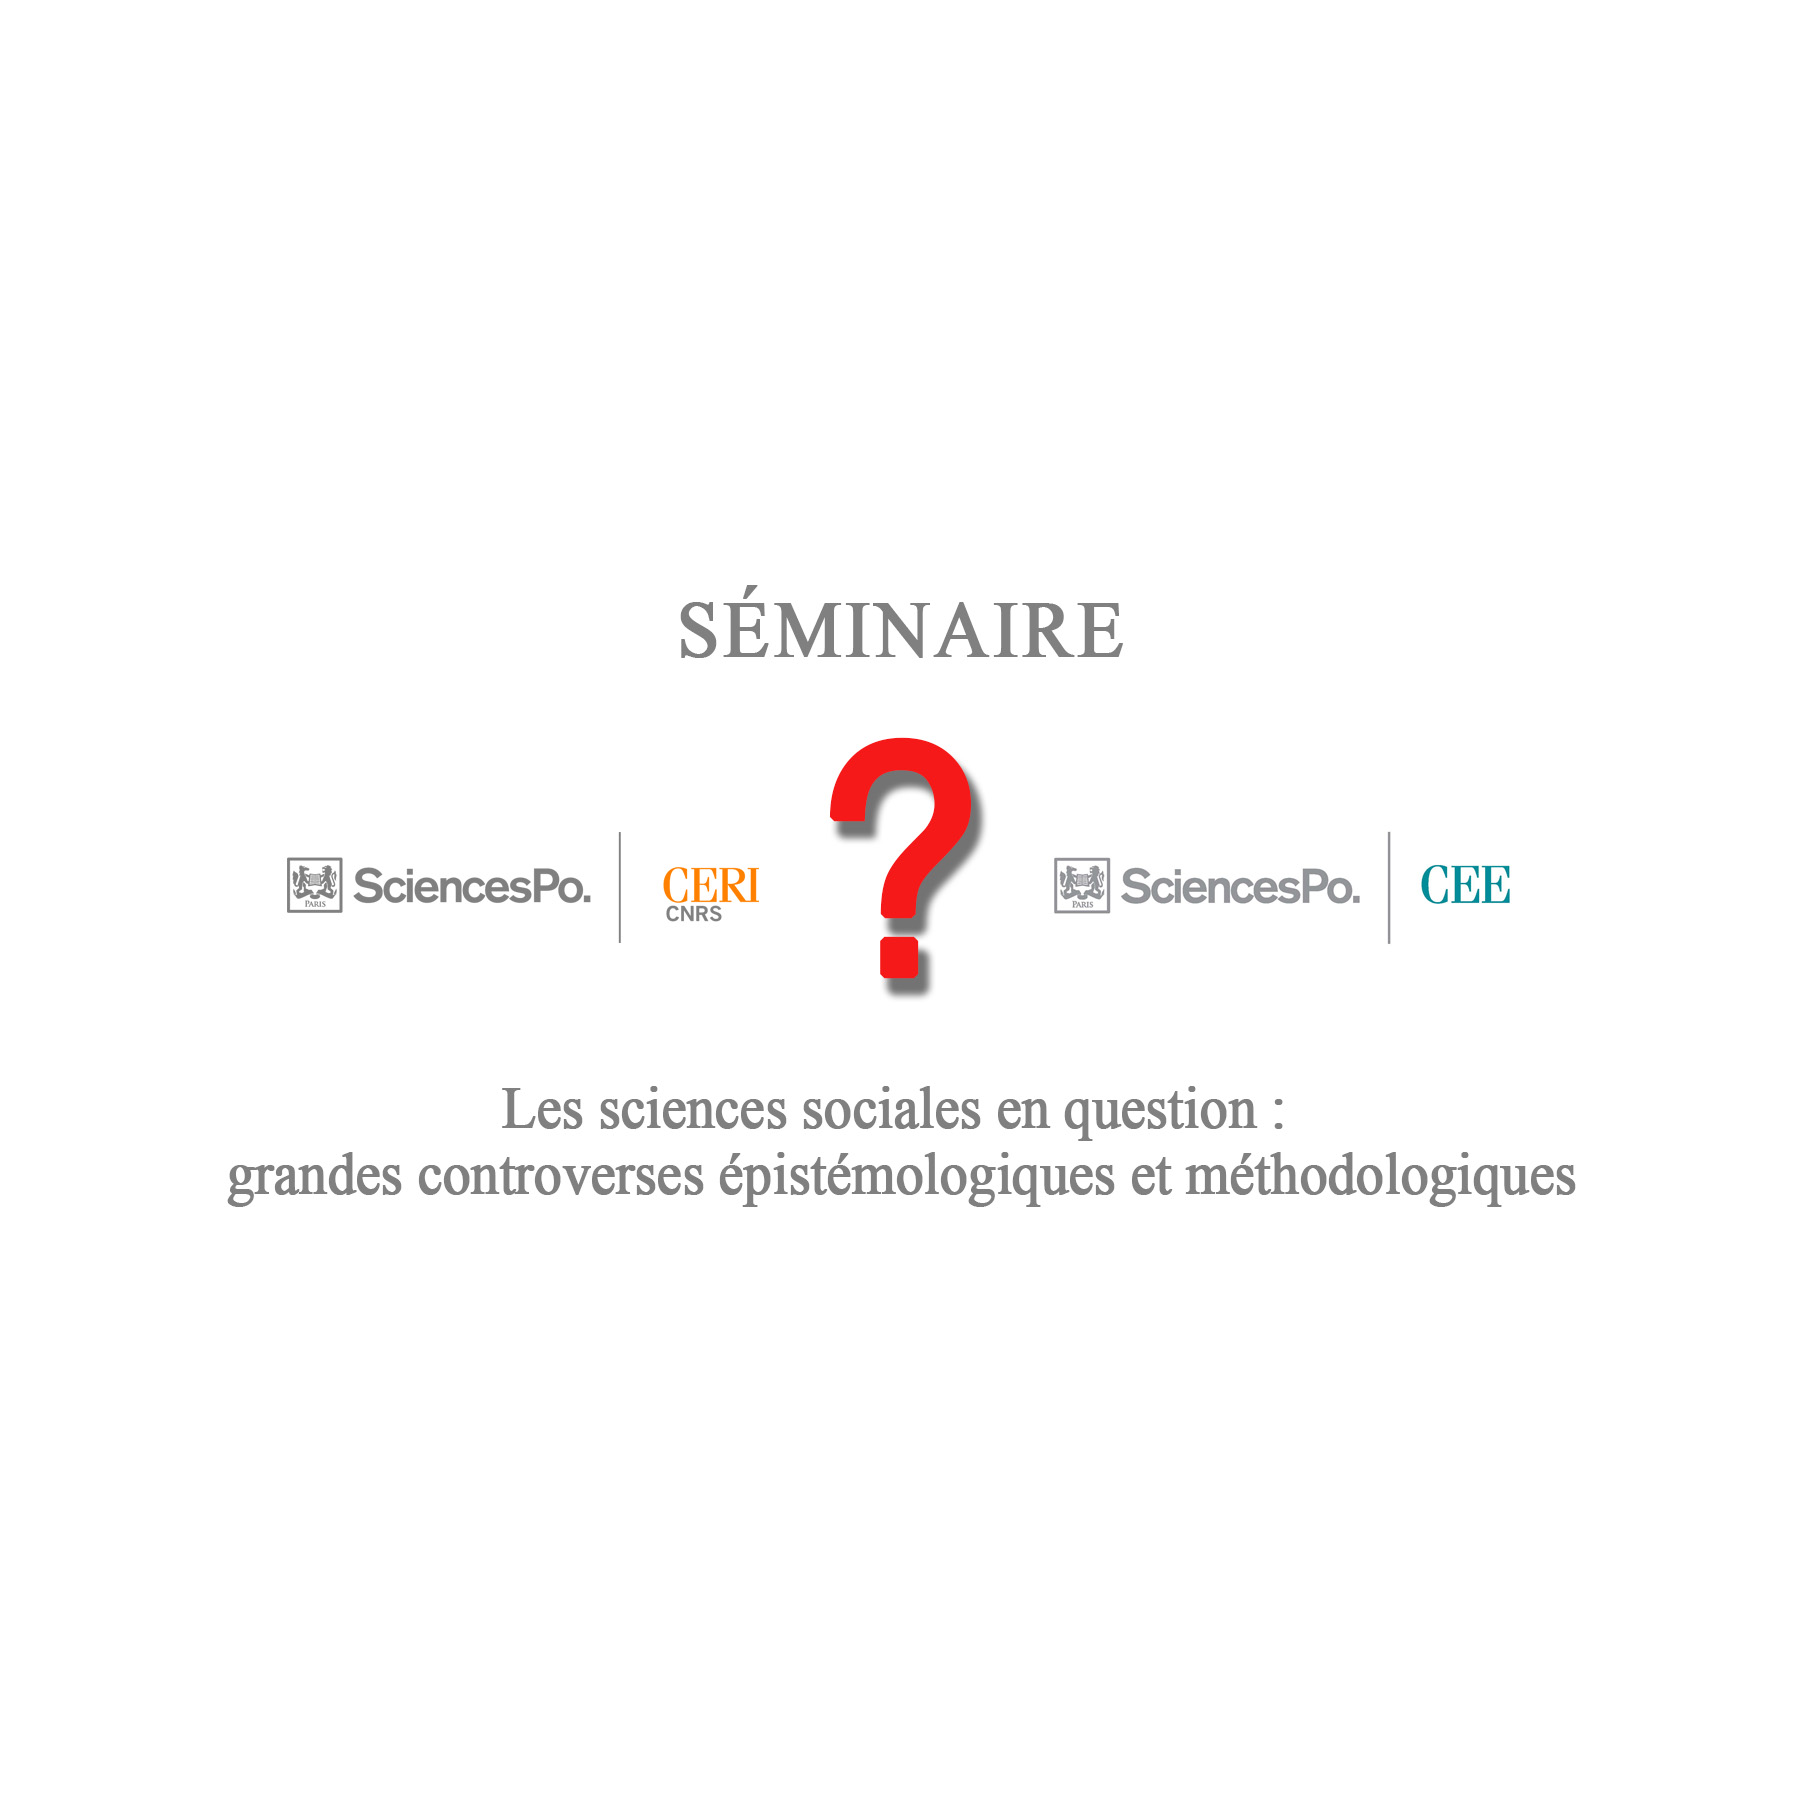 SÉMINAIRE
?
PARIS SciencesPo. CERI CNRS
PARIS SciencesPo. CEE
Les sciences sociales en question :
grandes controverses épistémologiques et méthodologiques